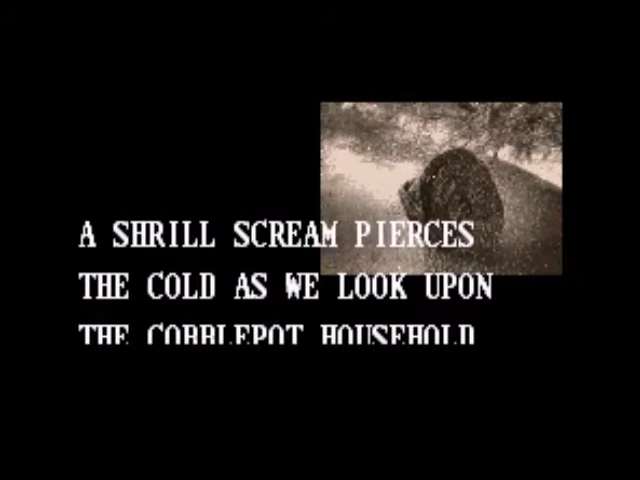 A SHRILL SCREAM PIERCES
THE COLD AS WE LOOK UPON
THE COBBLEPOT HOUSEHOLD